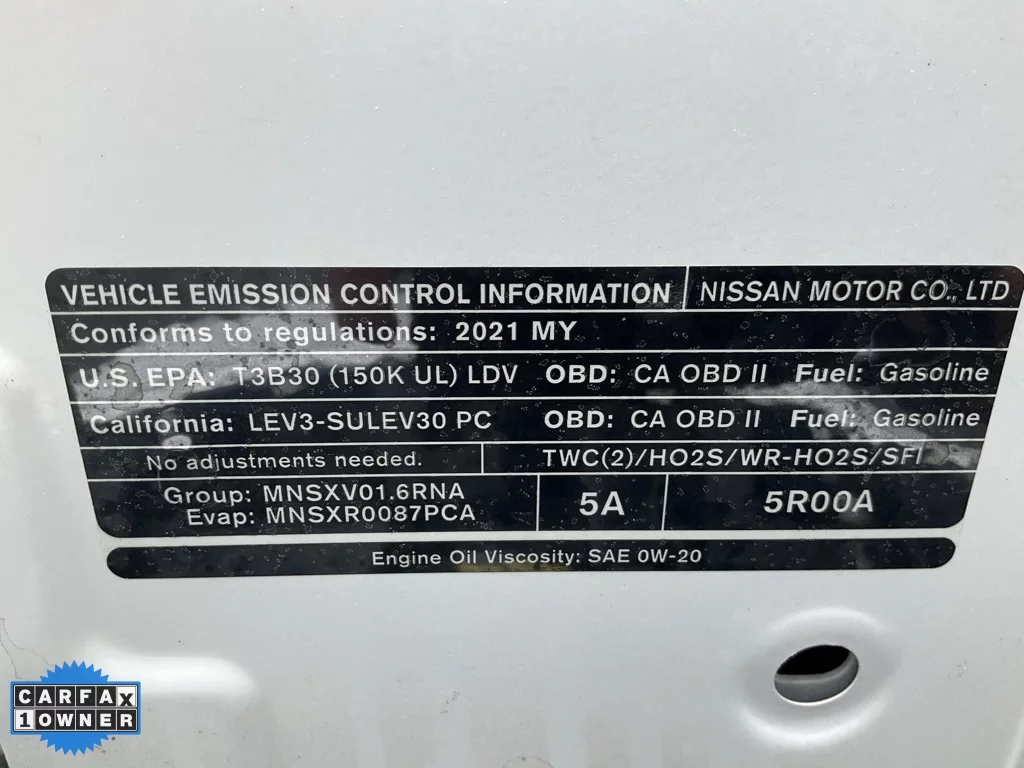 VEHICLE EMISSION CONTROL INFORMATION NISSAN MOTOR CO., LTD
Conforms to regulations: 2021 MY
U.S. EPA: T3B30 (150K UL) LDV OBD: CA OBD II Fuel: Gasoline
California: LEV3-SULEV30 PC OBD: CA OBD II Fuel: Gasoline
No adjustments needed. TWC(2)/HO2S/WR-HO2S/SFI
Group: MNSXV01.6RNA
Evap: MNSXR0087PCA
5A 5R00A
Engine Oil Viscosity: SAE 0W-20
CARFAX
1 OWNER